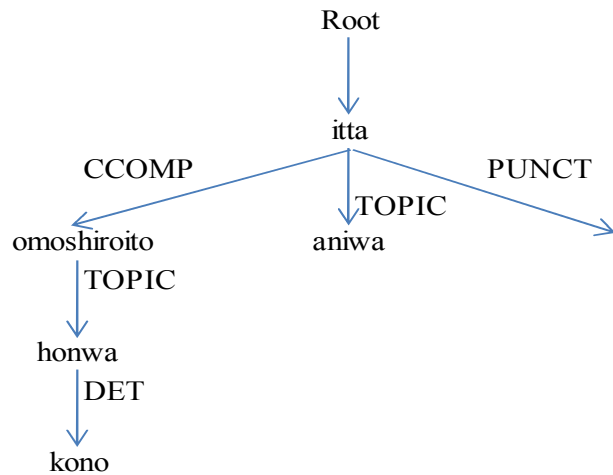 Root
itta
CCOMP
PUNCT
TOPIC
omoshiroito
aniwa
TOPIC
honwa
DET
kono